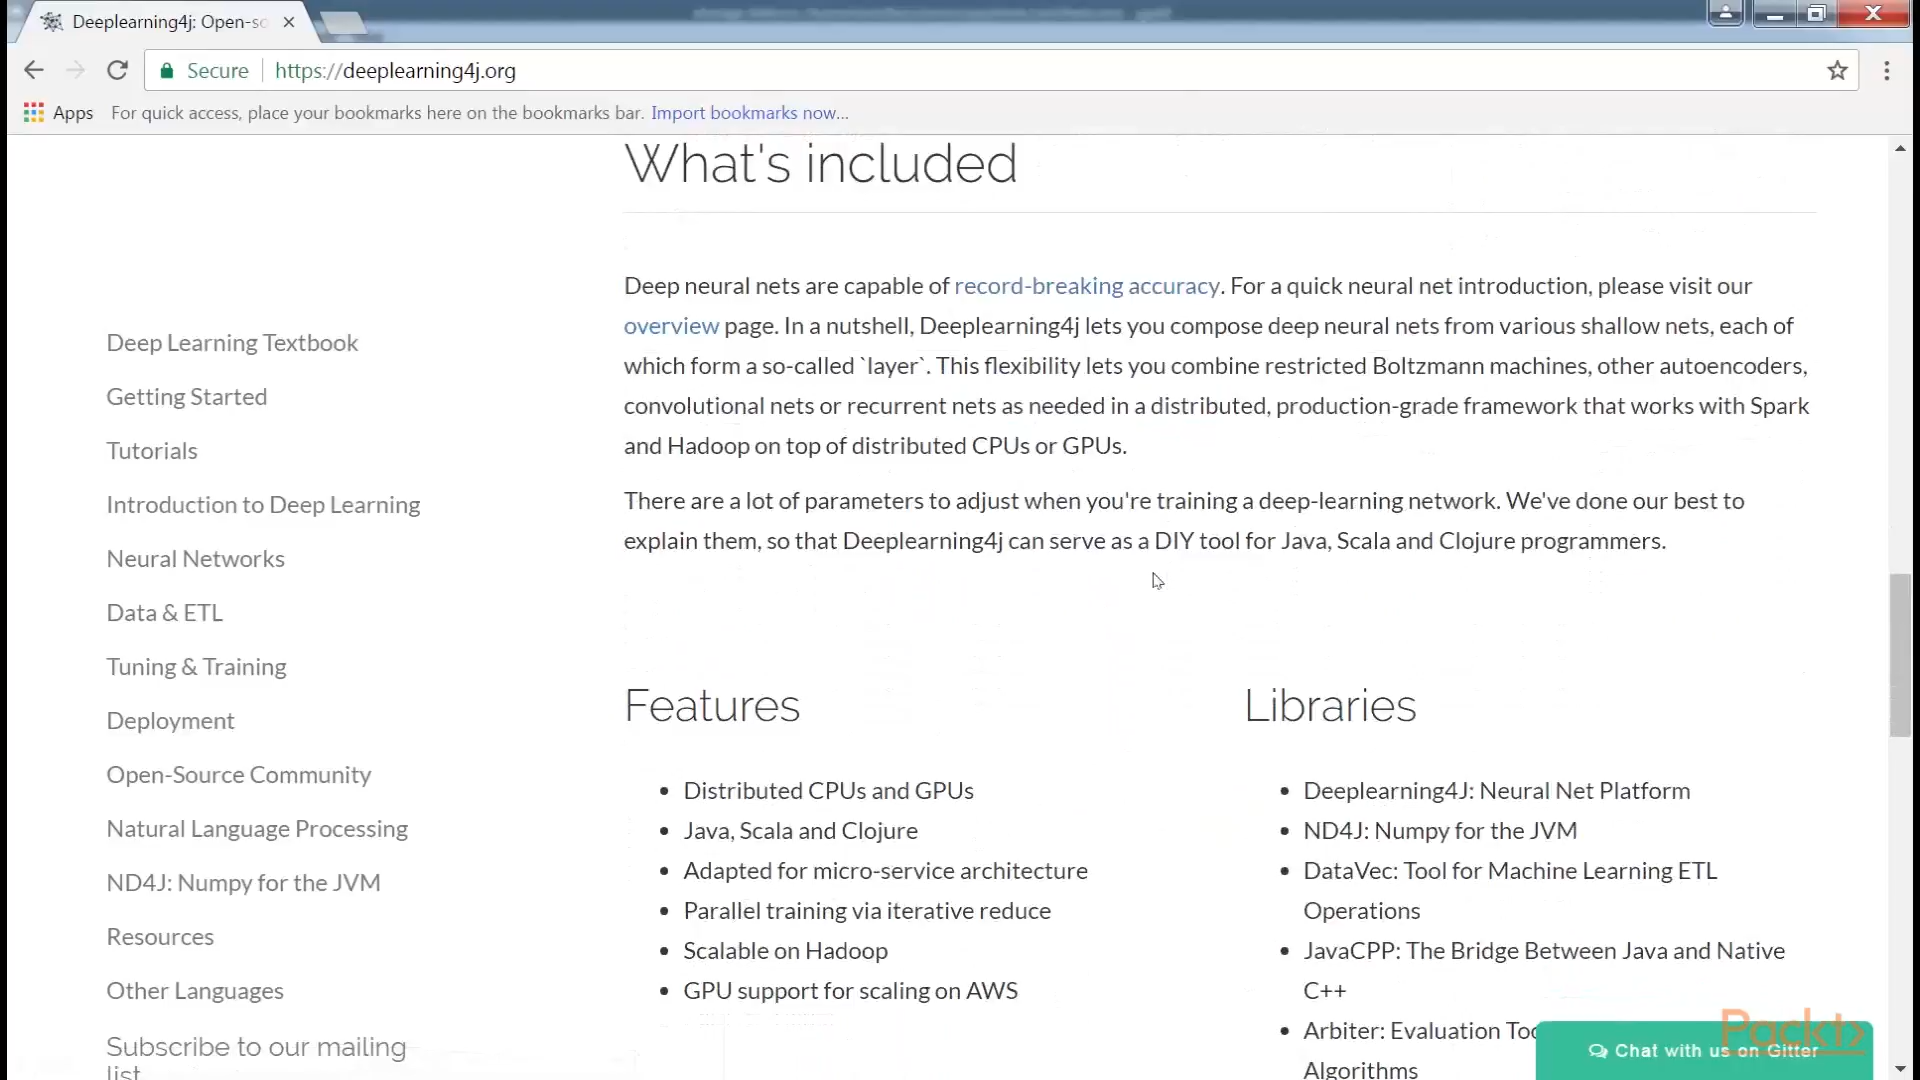 Deeplearning4j: Open-so
Secure
https://deeplearning4j.org
Apps
For quick access, place your bookmarks here on the bookmarks bar. Import bookmarks now...
What's included
Deep neural nets are capable of record-breaking accuracy. For a quick neural net introduction, please visit our
overview page. In a nutshell, Deeplearning4j lets you compose deep neural nets from various shallow nets, each of
which form a so-called `layer`. This flexibility lets you combine restricted Boltzmann machines, other autoencoders,
convolutional nets or recurrent nets as needed in a distributed, production-grade framework that works with Spark
and Hadoop on top of distributed CPUs or GPUs.
There are a lot of parameters to adjust when you're training a deep-learning network. We've done our best to
explain them, so that Deeplearning4j can serve as a DIY tool for Java, Scala and Clojure programmers.
Deep Learning Textbook
Getting Started
Tutorials
Introduction to Deep Learning
Neural Networks
Data & ETL
Tuning & Training
Deployment
Open-Source Community
Natural Language Processing
ND4J: Numpy for the JVM
Resources
Other Languages
Subscribe to our mailing
list
Features
Distributed CPUs and GPUs
Java, Scala and Clojure
Adapted for micro-service architecture
Parallel training via iterative reduce
Scalable on Hadoop
GPU support for scaling on AWS
Libraries
Deeplearning4J: Neural Net Platform
ND4J: Numpy for the JVM
DataVec: Tool for Machine Learning ETL
Operations
JavaCPP: The Bridge Between Java and Native
C++
Arbiter: Evaluation Too
Algorithms
Packt>
Chat with us on Gitter